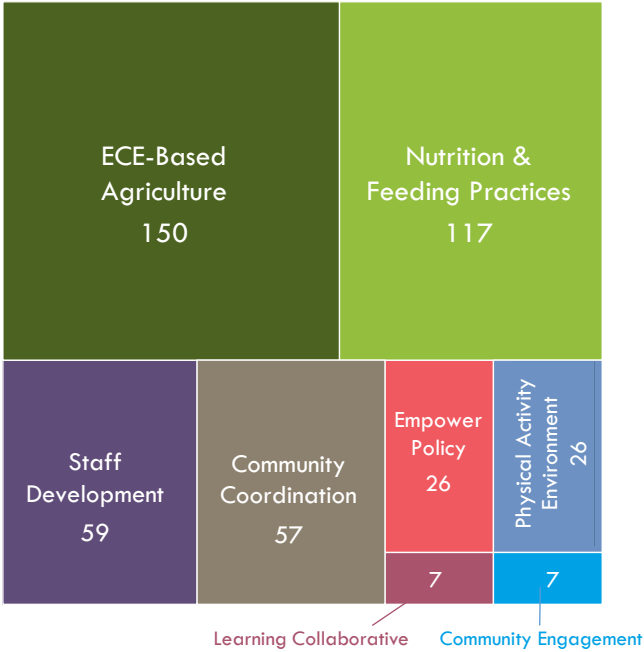 ECE-Based
Agriculture
150
Nutrition &
Feeding Practices
117
Staff
Development
59
Community
Coordination
57
Empower
Policy
26
Physical Activity
Environment
26
7
7
Learning Collaborative
Community Engagement